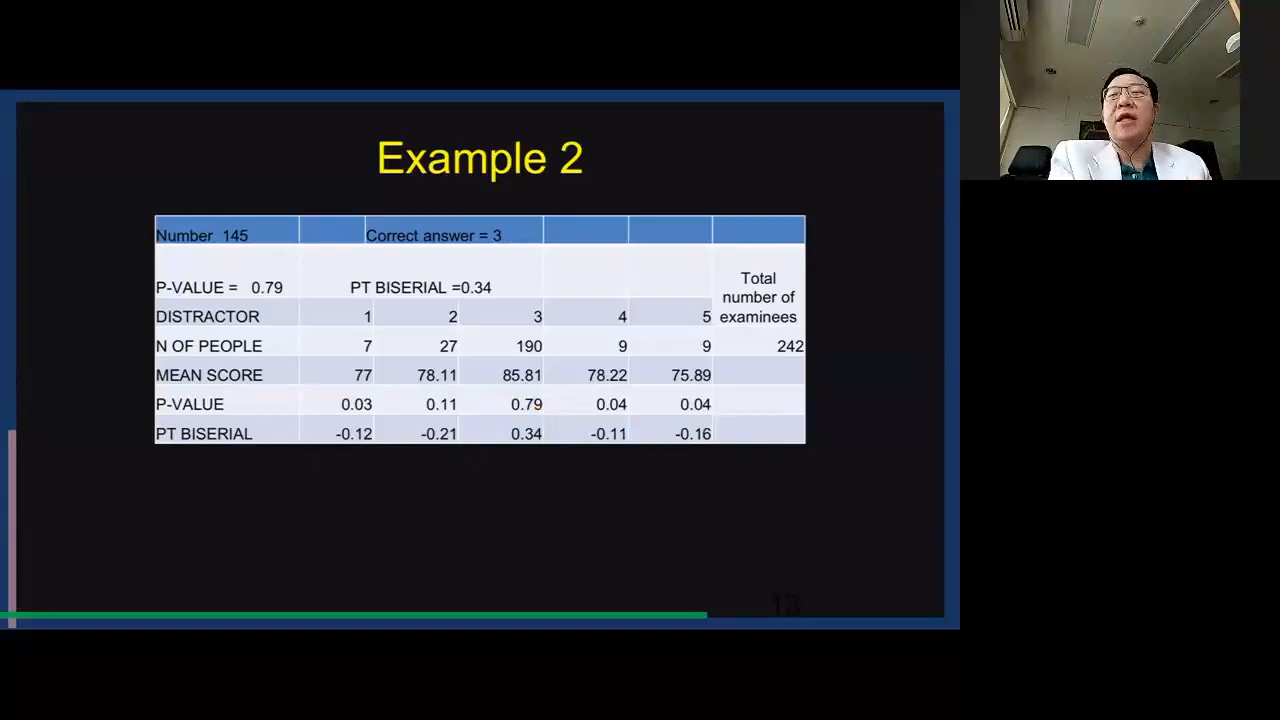 Example 2
Number 145 Correct answer = 3
P-VALUE = 0.79 PT BISERIAL =0.34 Total number of examinees
DISTRACTOR 1 2 3 4 5
N OF PEOPLE 7 27 190 9 9 242
MEAN SCORE 77 78.11 85.81 78.22 75.89
P-VALUE 0.03 0.11 0.79 0.04 0.04
PT BISERIAL -0.12 -0.21 0.34 -0.11 -0.16
13